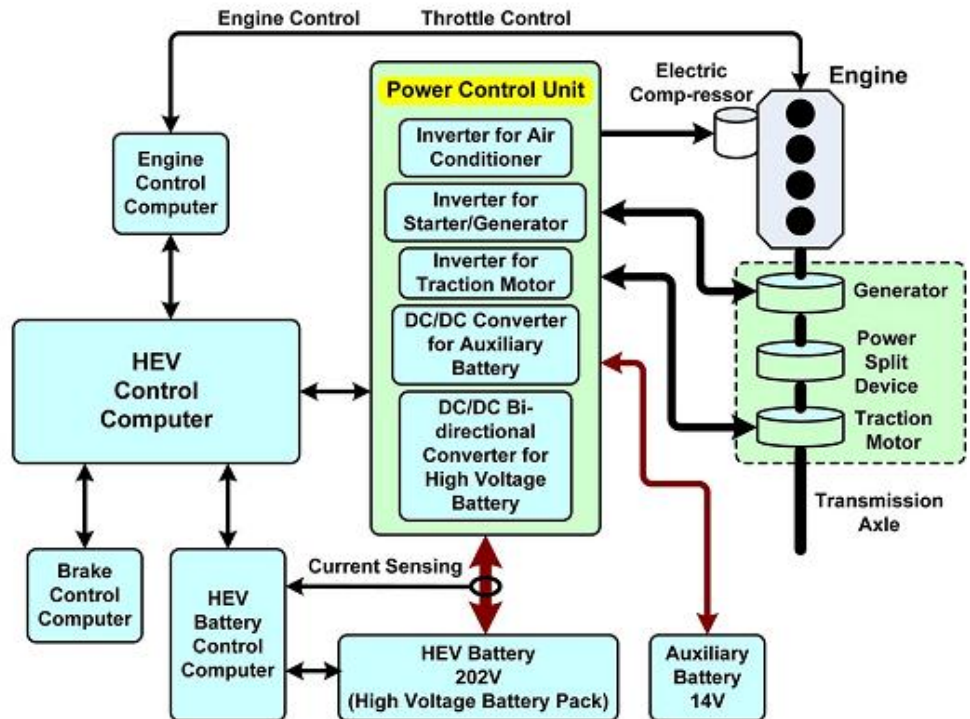 Engine Control
Throttle Control
Power Control Unit
Electric
Comp-ressor
Engine
Inverter for Air
Conditioner
Engine
Control
Computer
Inverter for
Starter/Generator
Inverter for
Traction Motor
Generator
DC/DC Converter
for Auxiliary
Battery
Power
Split
Device
HEV
Control
Computer
DC/DC Bi-
directional
Converter for
High Voltage
Battery
Traction
Motor
Transmission
Axle
Current Sensing
Brake
Control
Computer
HEV
Battery
Control
Computer
HEV Battery
202V
(High Voltage Battery Pack)
Auxiliary
Battery
14V